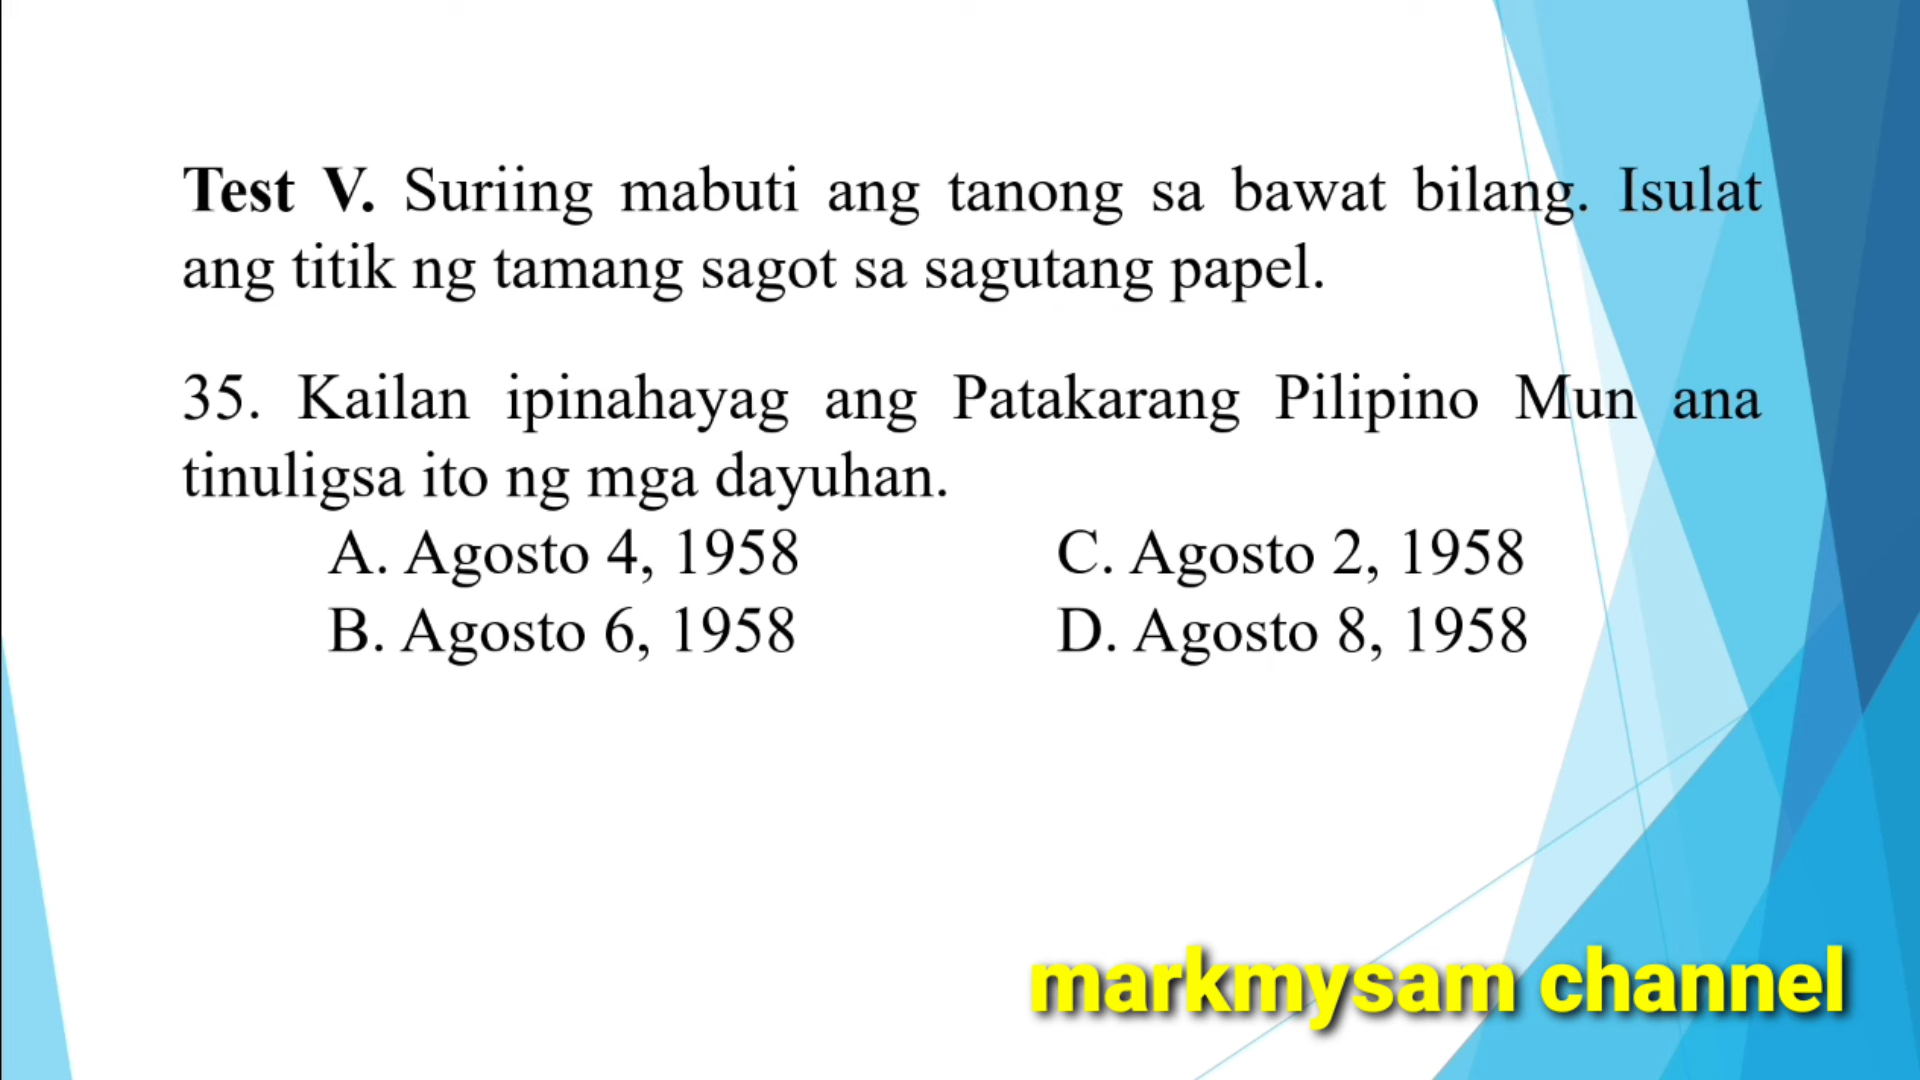 Test V. Suriing mabuti ang tanong sa bawat bilang. Isulat
ang titik ng tamang sagot sa sagutang papel.
35. Kailan ipinahayag ang Patakarang Pilipino Mun ana
tinuligsa ito ng mga dayuhan.
A. Agosto 4, 1958 C. Agosto 2, 1958
B. Agosto 6, 1958 D. Agosto 8, 1958
markmysam channel